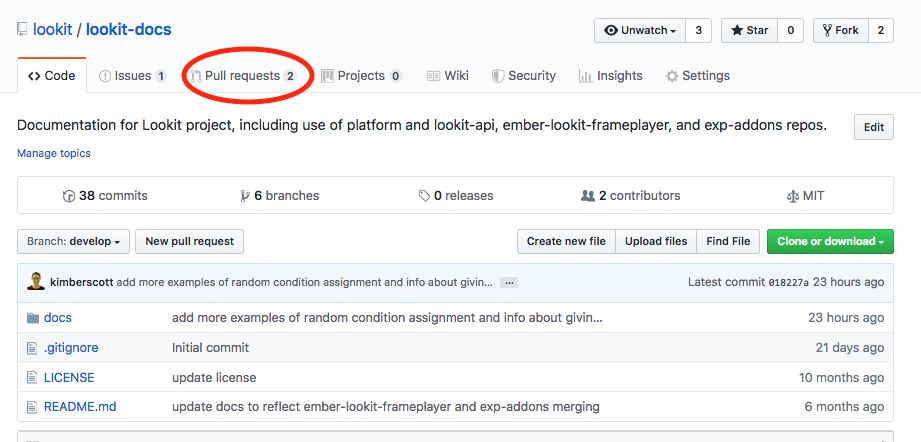 lookit / lookit-docs
Unwatch 3 Star 0 Fork 2
Code Issues 1 Pull requests 2 Projects 0 Wiki Security Insights Settings
Documentation for Lookit project, including use of platform and lookit-api, ember-lookit-frameplayer, and exp-addons repos. Edit
Manage topics
38 commits 6 branches 0 releases 2 contributors MIT
Branch: develop New pull request Create new file Upload files Find File Clone or download
kimberscott add more examples of random condition assignment and info about givin... ... Latest commit 018227a 23 hours ago
docs add more examples of random condition assignment and info about givin... 23 hours ago
.gitignore Initial commit 21 days ago
LICENSE update license 10 months ago
README.md update docs to reflect ember-lookit-frameplayer and exp-addons merging 6 months ago